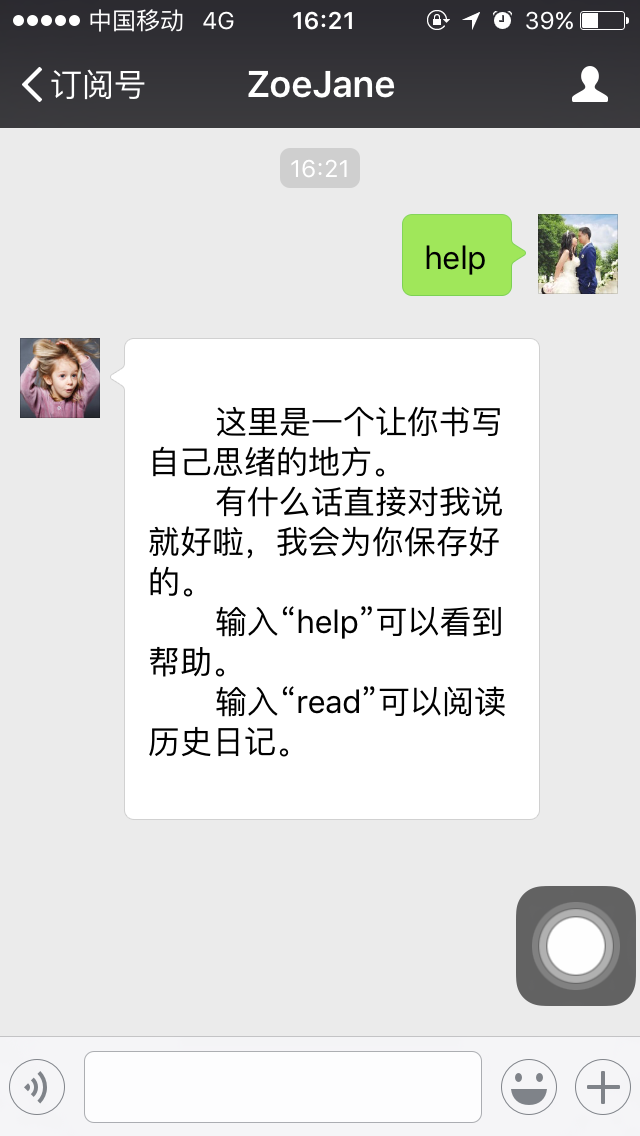 中国移动 4G 16:21 39%
订阅号 ZoeJane
16:21
help
这里是一个让你书写
自己思绪的地方。
有什么话直接对我说
就好啦，我会为你保存好
的。
输入“help”可以看到
帮助。
输入“read”可以阅读
历史日记。